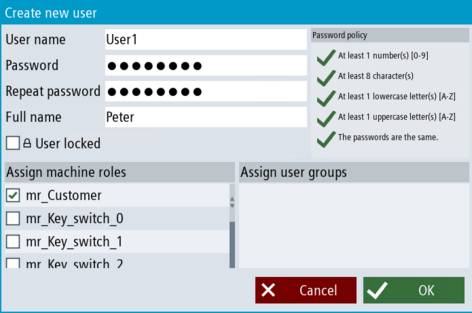 Create new user
User name
User1
Password policy
Password
●●●●●●●●
At least 1 number(s) [0-9]
At least 8 character(s)
Repeat password
●●●●●●●●
At least 1 lowercase letter(s) [A-Z]
Full name
Peter
At least 1 uppercase letter(s) [A-Z]
The passwords are the same.
User locked
Assign machine roles
Assign user groups
mr_Customer
mr_Key_switch_0
mr_Key_switch_1
mr_Key_switch_2
Cancel
OK